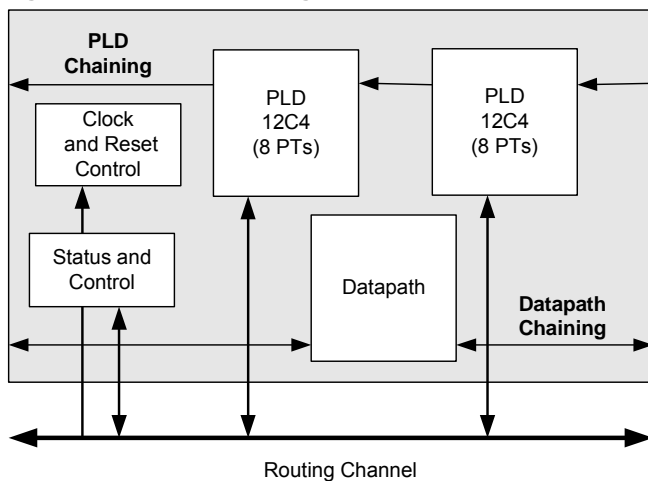 PLD
Chaining
Clock
and Reset
Control
PLD
12C4
(8 PTs)
PLD
12C4
(8 PTs)
Status and
Control
Datapath
Datapath
Chaining
Routing Channel